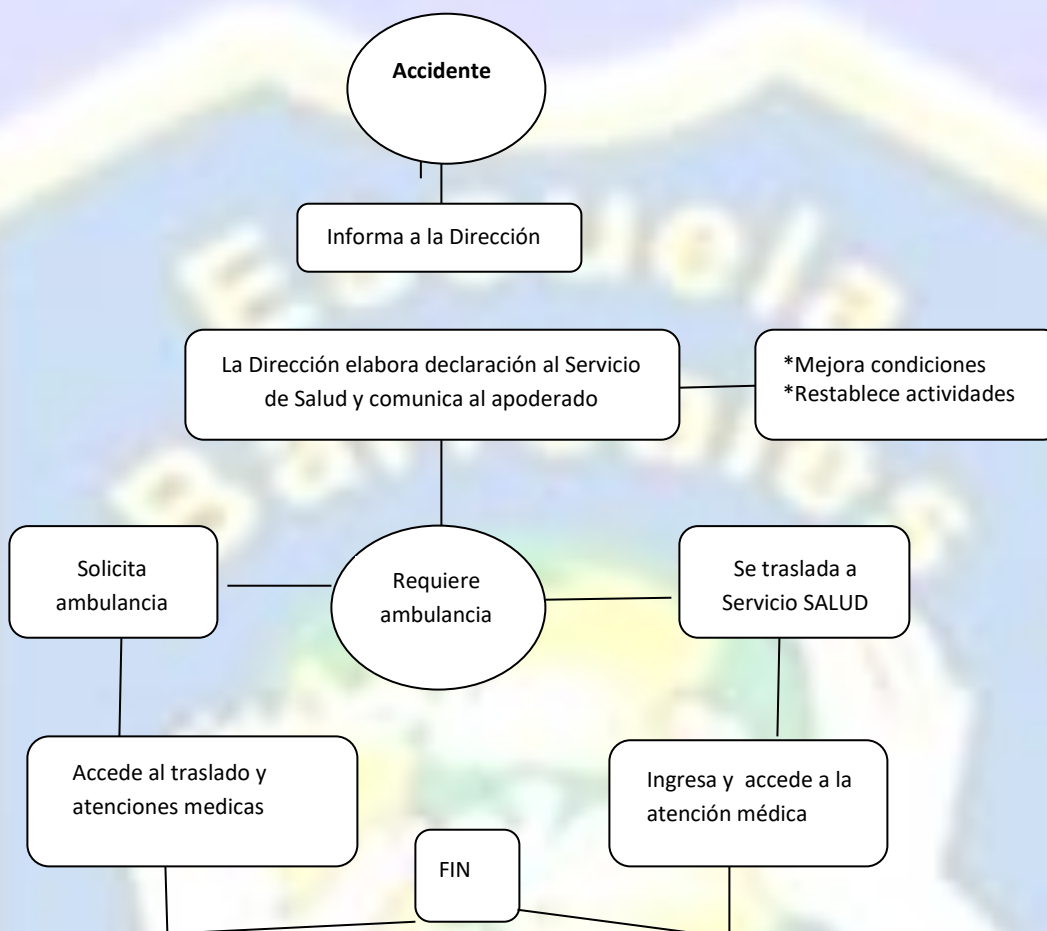 Accidente
Informa a la Dirección
La Dirección elabora declaración al Servicio
de Salud y comunica al apoderado
*Mejora condiciones
*Restablece actividades
Solicita
ambulancia
Requiere
ambulancia
Se traslada a
Servicio SALUD
Accede al traslado y
atenciones medicas
Ingresa y  accede a la
atención médica
FIN
Escuela